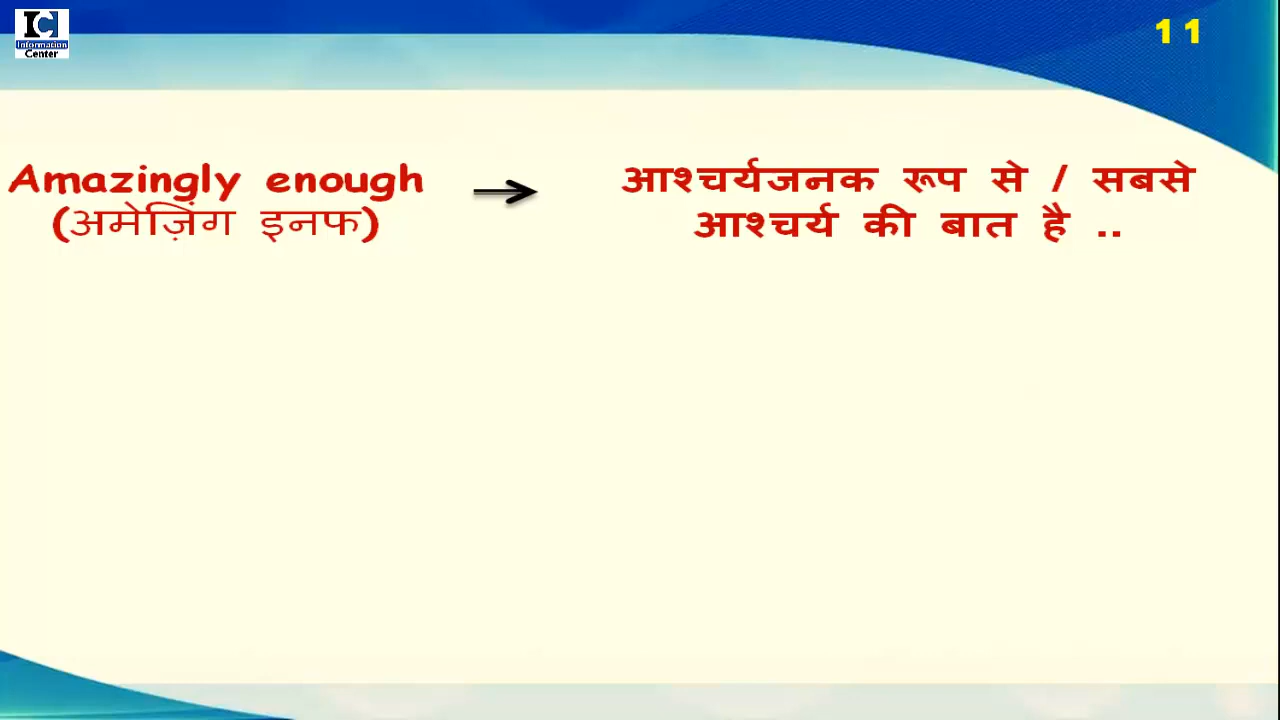 IC
Information
Center
11
Amazingly enough
(अमेज़िंग इनफ)
→
आश्चर्यजनक रूप से / सबसे
आश्चर्य की बात है ..